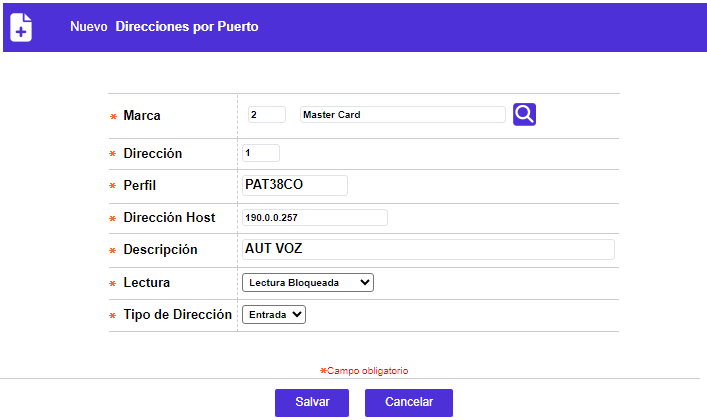 Nuevo Direcciones por Puerto
* Marca 2 Master Card
* Dirección 1
* Perfil PAT38CO
* Dirección Host 190.0.0.257
* Descripción AUT VOZ
* Lectura Lectura Bloqueada
* Tipo de Dirección Entrada
*Campo obligatorio
Salvar Cancelar